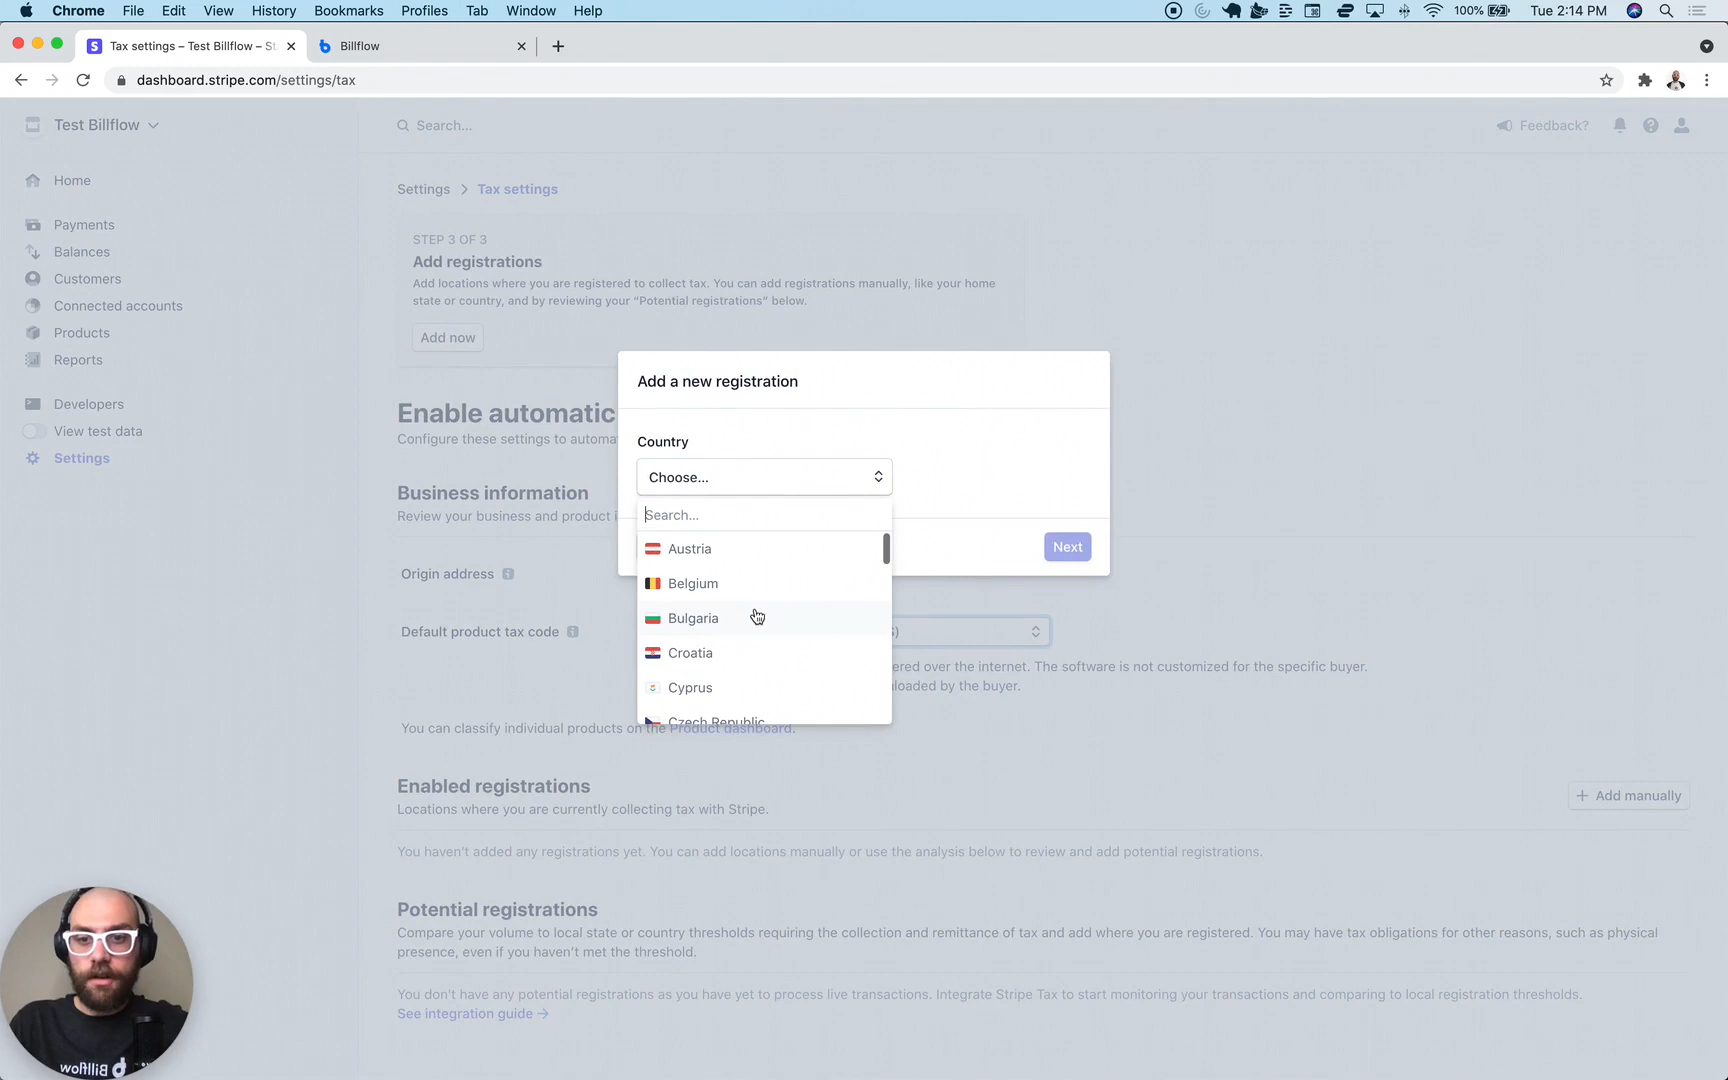 Chrome File Edit View History Bookmarks Profiles Tab Window Help 100% Tue 2:14 PM
Tax settings – Test Billflow – St
Billflow
dashboard.stripe.com/settings/tax
Test Billflow
Search...
Feedback?
Home
Payments
Balances
Customers
Connected accounts
Products
Reports
Developers
View test data
Settings
Settings > Tax settings
STEP 3 OF 3
Add registrations
Add locations where you are registered to collect tax. You can add registrations manually, like your home
state or country, and by reviewing your “Potential registrations” below.
Add now
Enable automatic
Configure these settings to automa
Business information
Review your business and product i
Origin address
Default product tax code
ered over the internet. The software is not customized for the specific buyer.
loaded by the buyer.
You can classify individual products on the Product dashboard.
Add a new registration
Country
Choose...
Search...
Austria
Belgium
Bulgaria
Croatia
Cyprus
Czech Republic
Next
Enabled registrations
Locations where you are currently collecting tax with Stripe.
+ Add manually
You haven't added any registrations yet. You can add locations manually or use the analysis below to review and add potential registrations.
Potential registrations
Compare your volume to local state or country thresholds requiring the collection and remittance of tax and add where you are registered. You may have tax obligations for other reasons, such as physical
presence, even if you haven’t met the threshold.
You don't have any potential registrations as you have yet to process live transactions. Integrate Stripe Tax to start monitoring your transactions and comparing to local registration thresholds.
See integration guide →
Billflow